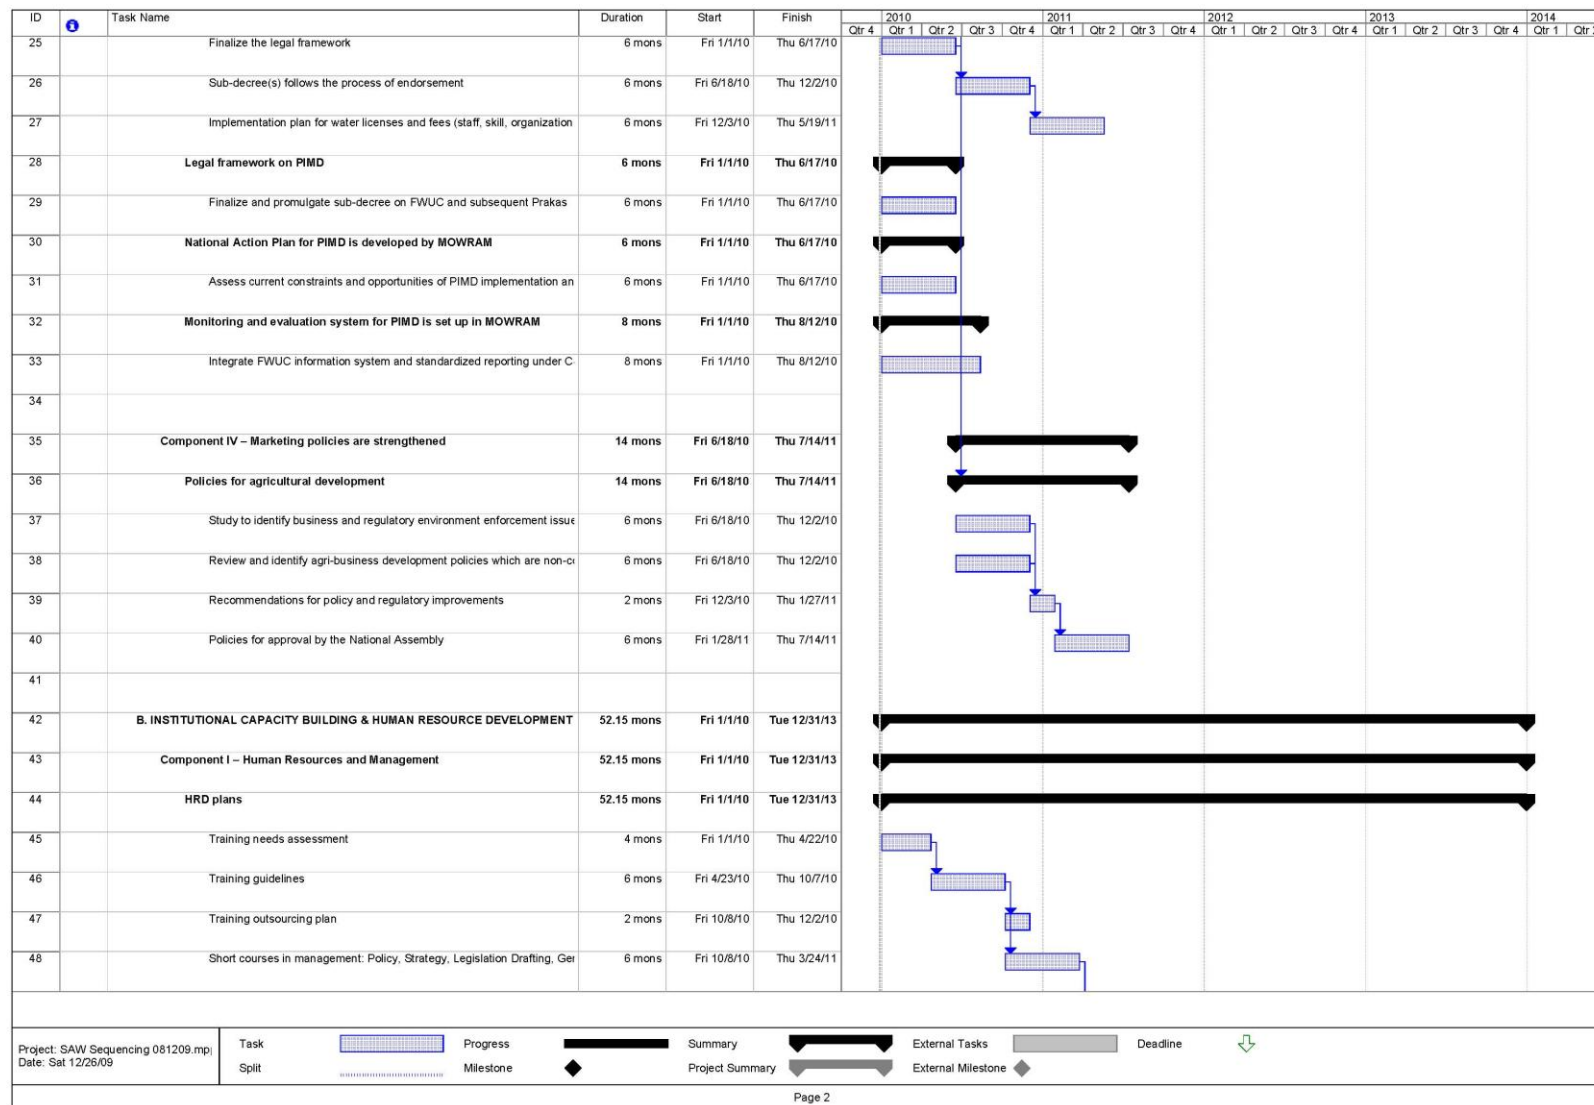 ID Task Name Duration Start Finish 2010 2011 2012 2013 2014
Qtr 4 Qtr 1 Qtr 2 Qtr 3 Qtr 4 Qtr 1 Qtr 2 Qtr 3 Qtr 4 Qtr 1 Qtr 2 Qtr 3 Qtr 4 Qtr 1 Qtr 2 Qtr 3 Qtr 4 Qtr 1 Qtr
25 Finalize the legal framework 6 mons Fri 1/1/10 Thu 6/17/10
26 Sub-decree(s) follows the process of endorsement 6 mons Fri 6/18/10 Thu 12/2/10
27 Implementation plan for water licenses and fees (staff, skill, organization 6 mons Fri 12/3/10 Thu 5/19/11
28 Legal framework on PIMD 6 mons Fri 1/1/10 Thu 6/17/10
29 Finalize and promulgate sub-decree on FWUC and subsequent Prakas 6 mons Fri 1/1/10 Thu 6/17/10
30 National Action Plan for PIMD is developed by MOWRAM 6 mons Fri 1/1/10 Thu 6/17/10
31 Assess current constraints and opportunities of PIMD implementation an 6 mons Fri 1/1/10 Thu 6/17/10
32 Monitoring and evaluation system for PIMD is set up in MOWRAM 8 mons Fri 1/1/10 Thu 8/12/10
33 Integrate FWUC information system and standardized reporting under C 8 mons Fri 1/1/10 Thu 8/12/10
34
35 Component IV – Marketing policies are strengthened 14 mons Fri 6/18/10 Thu 7/14/11
36 Policies for agricultural development 14 mons Fri 6/18/10 Thu 7/14/11
37 Study to identify business and regulatory environment enforcement issue 6 mons Fri 6/18/10 Thu 12/2/10
38 Review and identify agri-business development policies which are non-c 6 mons Fri 6/18/10 Thu 12/2/10
39 Recommendations for policy and regulatory improvements 2 mons Fri 12/3/10 Thu 1/27/11
40 Policies for approval by the National Assembly 6 mons Fri 1/28/11 Thu 7/14/11
41
42 B. INSTITUTIONAL CAPACITY BUILDING & HUMAN RESOURCE DEVELOPMENT 52.15 mons Fri 1/1/10 Tue 12/31/13
43 Component I – Human Resources and Management 52.15 mons Fri 1/1/10 Tue 12/31/13
44 HRD plans 52.15 mons Fri 1/1/10 Tue 12/31/13
45 Training needs assessment 4 mons Fri 1/1/10 Thu 4/22/10
46 Training guidelines 6 mons Fri 4/23/10 Thu 10/7/10
47 Training outsourcing plan 2 mons Fri 10/8/10 Thu 12/2/10
48 Short courses in management: Policy, Strategy, Legislation Drafting, Ge 6 mons Fri 10/8/10 Thu 3/24/11
Project: SAW Sequencing 081209.mp
Date: Sat 12/26/09
Task Progress Summary External Tasks Deadline
Split Milestone Project Summary External Milestone
Page 2